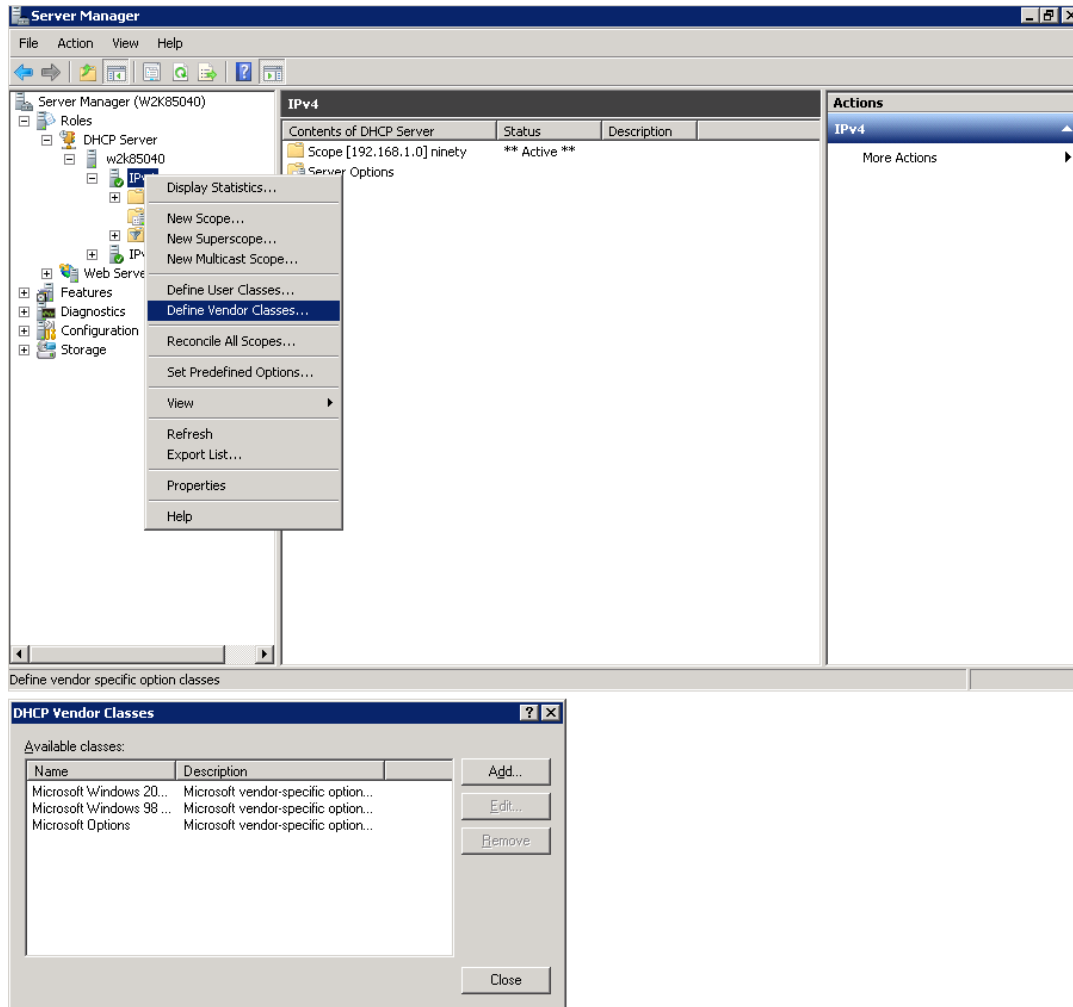 Server Manager
File Action View Help
Server Manager (W2K85040)
Roles
DHCP Server
w2k85040
IPv4
Display Statistics...
New Scope...
New Superscope...
New Multicast Scope...
Define User Classes...
Define Vendor Classes...
Reconcile All Scopes...
Set Predefined Options...
View
Refresh
Export List...
Properties
Help
IPv
Web Serve
Features
Diagnostics
Configuration
Storage
IPv4
Contents of DHCP Server Status Description
Scope [192.168.1.0] ninety ** Active **
Server Options
Actions
IPv4
More Actions
Define vendor specific option classes
DHCP Vendor Classes
Available classes:
Name Description
Microsoft Windows 20... Microsoft vendor-specific option...
Microsoft Windows 98 ... Microsoft vendor-specific option...
Microsoft Options Microsoft vendor-specific option...
Add...
Edit...
Remove
Close